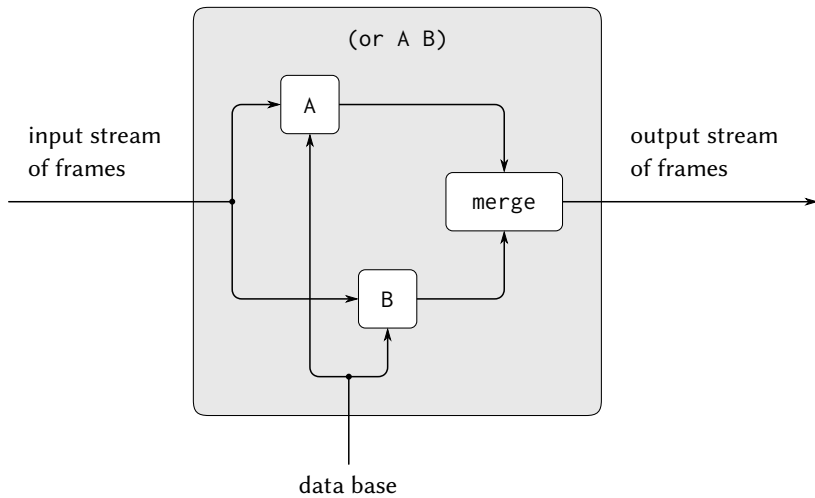 (or A B)
A
input stream
of frames
output stream
of frames
merge
B
data base